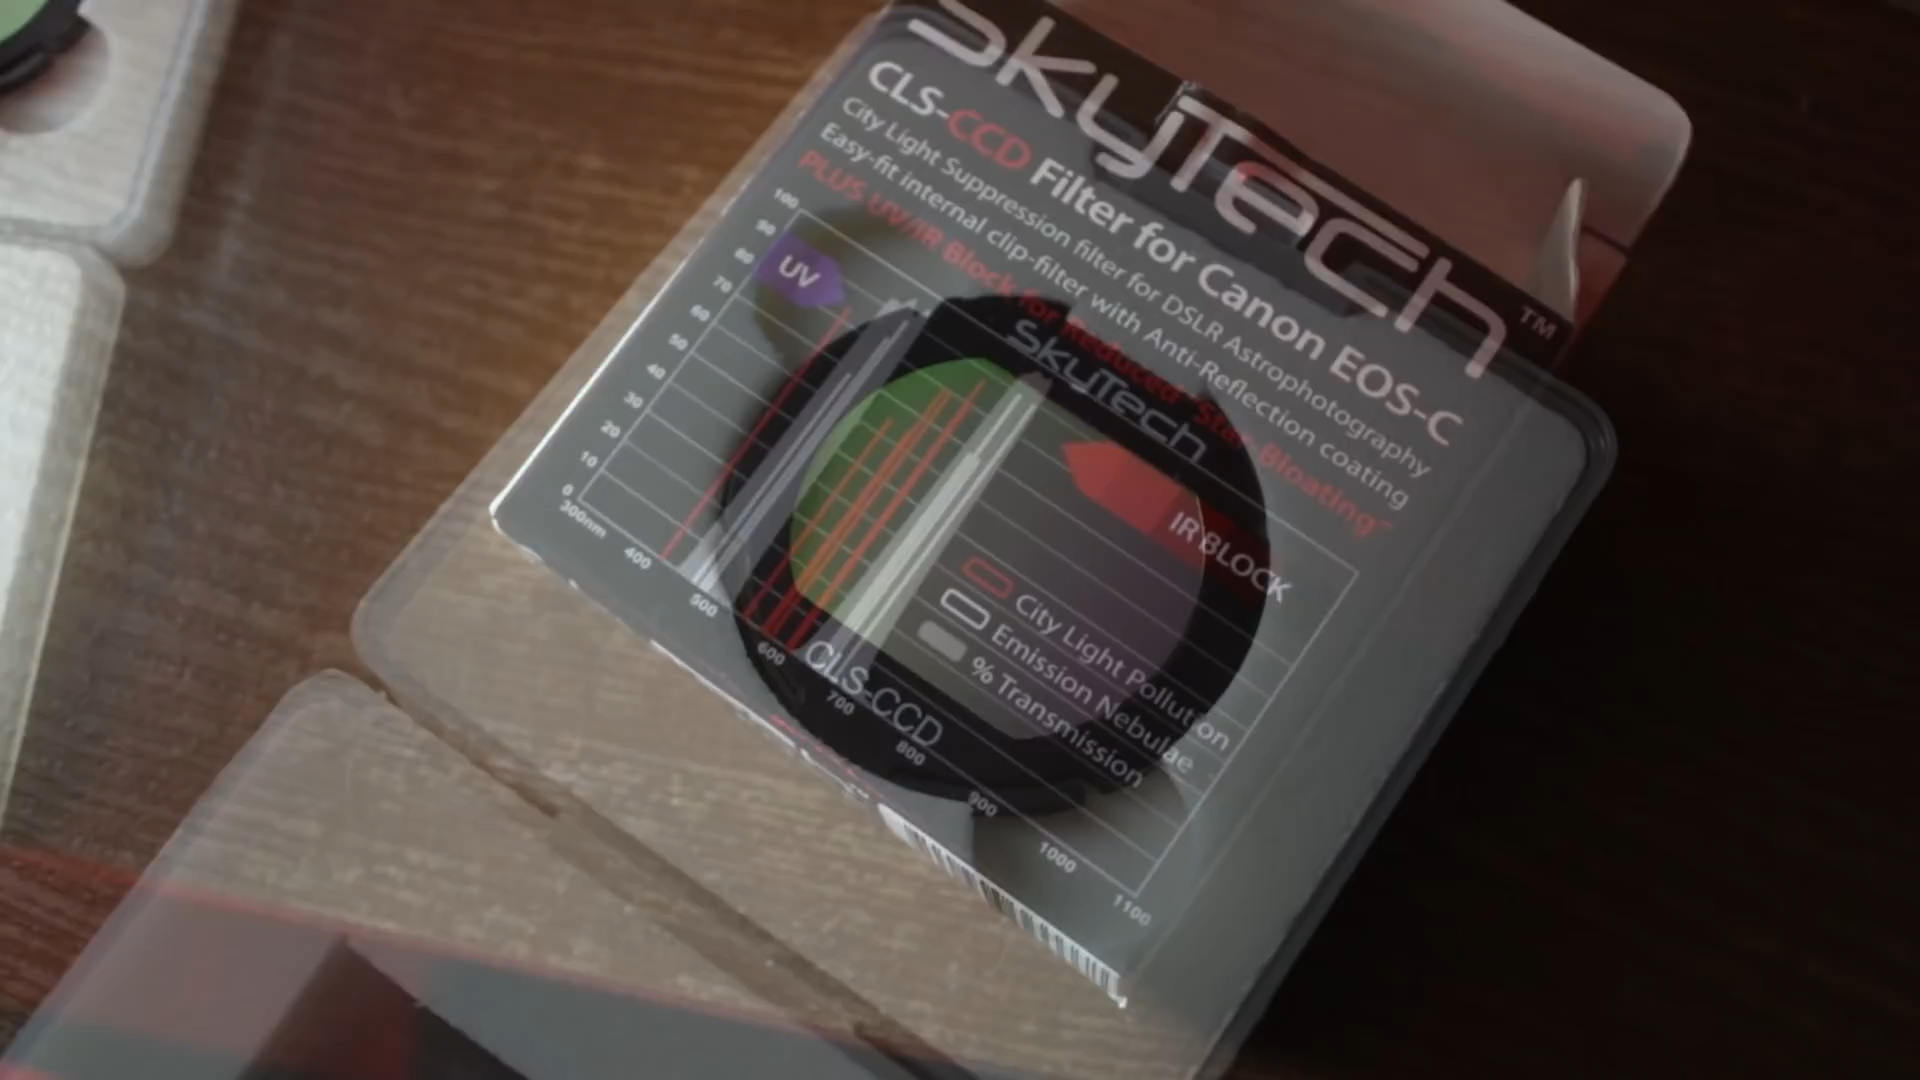 SkyTech™
CLS-CCD Filter for Canon EOS-C
City Light Suppression filter for DSLR Astrophotography
Easy-fit internal clip-filter with Anti-Reflection coating
PLUS UV/IR Block for Reduced "Star Bloating"
100
90
80
70
60
50
40
30
20
10
0
UV
SkyTech
IR BLOCK
City Light Pollution
Emission Nebulae
% Transmission
CLS-CCD
300nm
400
500
600
700
800
900
1000
1100